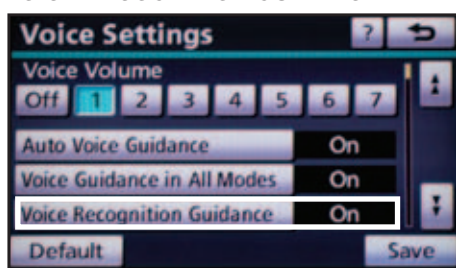 Voice Settings ?
Voice Volume
Off 1 2 3 4 5 6 7
Auto Voice Guidance On
Voice Guidance in All Modes On
Voice Recognition Guidance On
Default Save